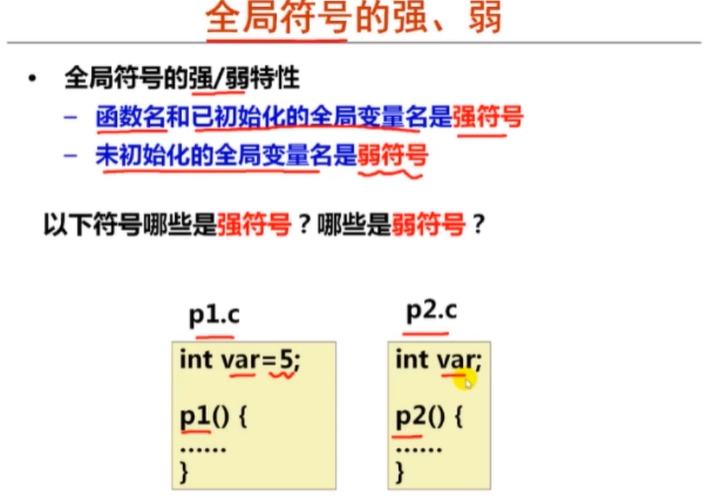 全局符号的强、弱
• 全局符号的强/弱特性
– 函数名和已初始化的全局变量名是强符号
– 未初始化的全局变量名是弱符号
以下符号哪些是强符号？哪些是弱符号？
p1.c
int var=5;
p1() {
……
}
p2.c
int var;
p2() {
……
}